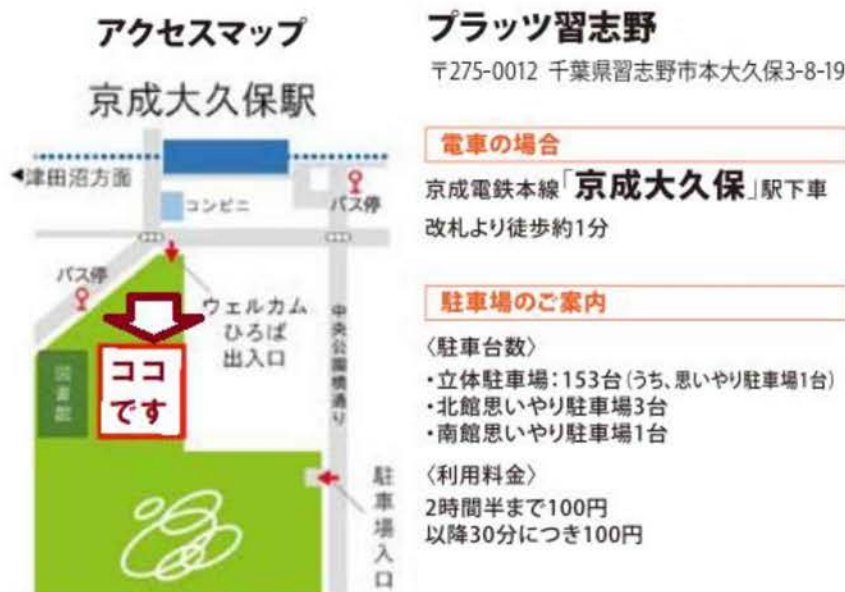 アクセスマップ
京成大久保駅
津田沼方面
コンビニ
バス停
バス停
ウェルカム
ひろば
出入口
中央公園橋通り
図書館
ココ
です
駐車場入口
プラッツ習志野
〒275-0012 千葉県習志野市本大久保3-8-19
電車の場合
京成電鉄本線「京成大久保」駅下車
改札より徒歩約1分
駐車場のご案内
〈駐車台数〉
・立体駐車場:153台(うち、思いやり駐車場1台)
・北館思いやり駐車場3台
・南館思いやり駐車場1台
〈利用料金〉
2時間半まで100円
以降30分につき100円